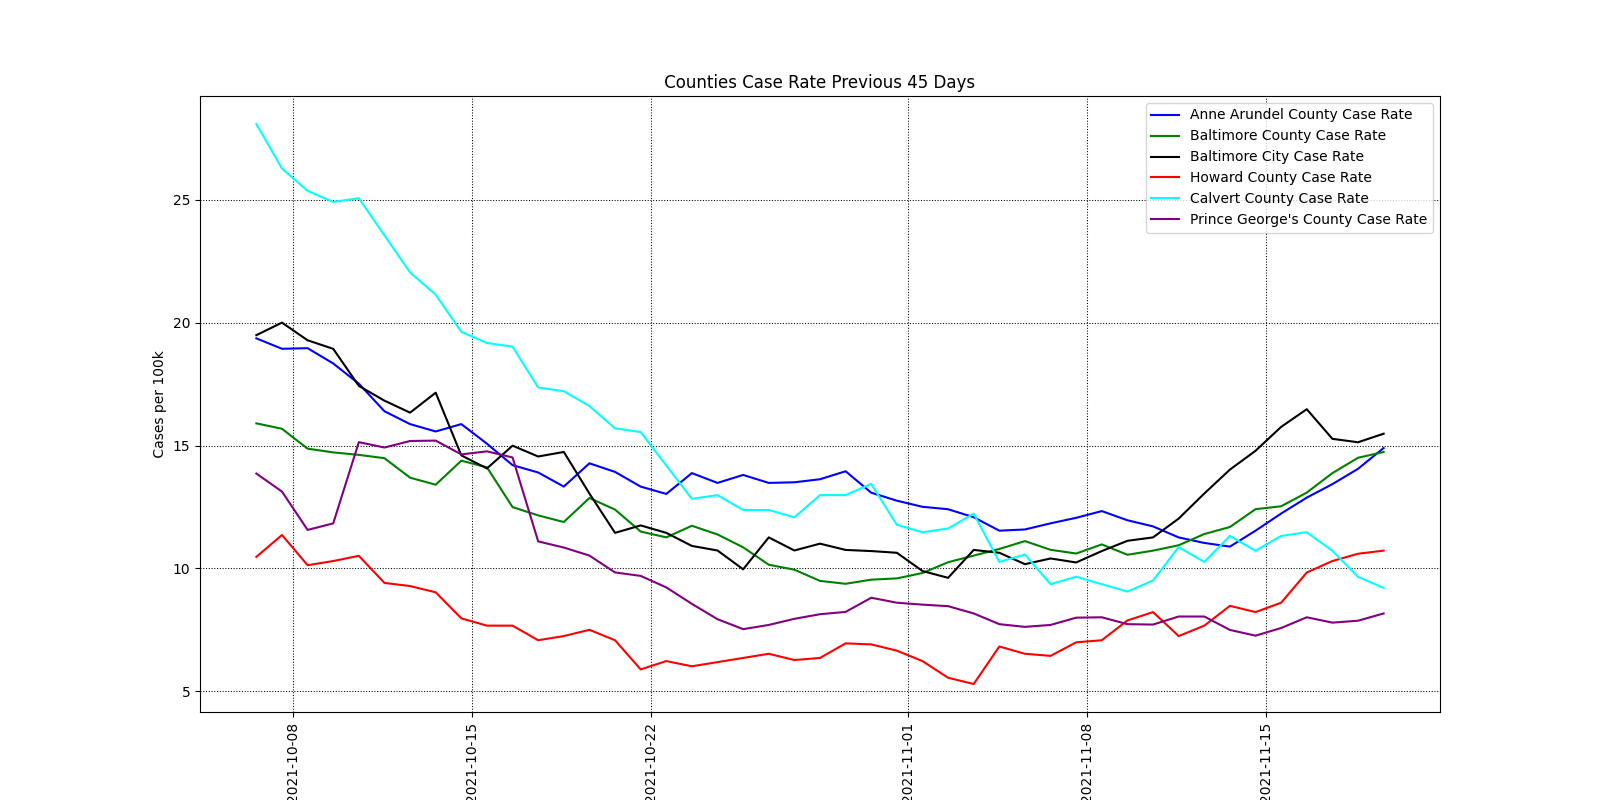 Counties Case Rate Previous 45 Days
Anne Arundel County Case Rate
Baltimore County Case Rate
Baltimore City Case Rate
Howard County Case Rate
Calvert County Case Rate
Prince George's County Case Rate
Cases per 100k
25
20
15
10
5
2021-10-08
2021-10-15
2021-10-22
2021-11-01
2021-11-08
2021-11-15